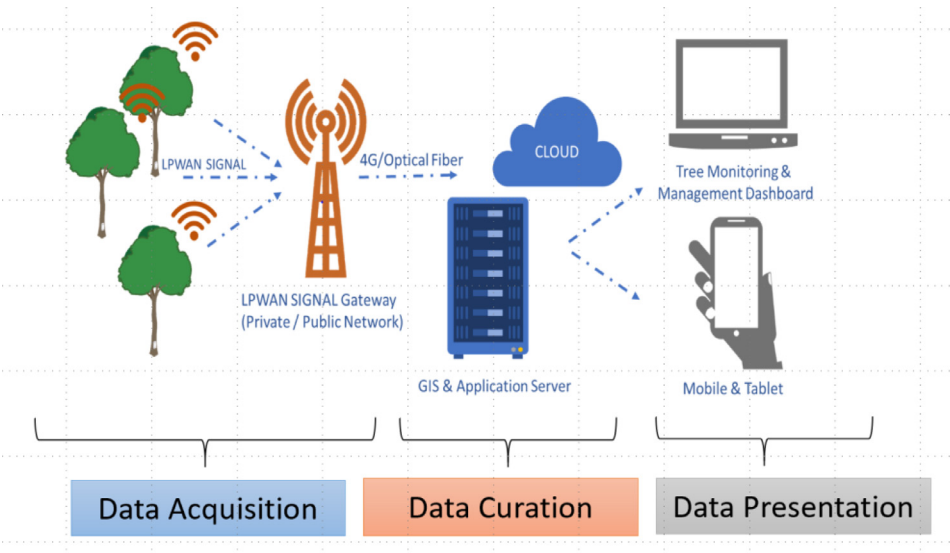 LPWAN SIGNAL
4G/Optical Fiber
CLOUD
Tree Monitoring &
Management Dashboard
LPWAN SIGNAL Gateway
(Private / Public Network)
GIS & Application Server
Mobile & Tablet
Data Acquisition
Data Curation
Data Presentation